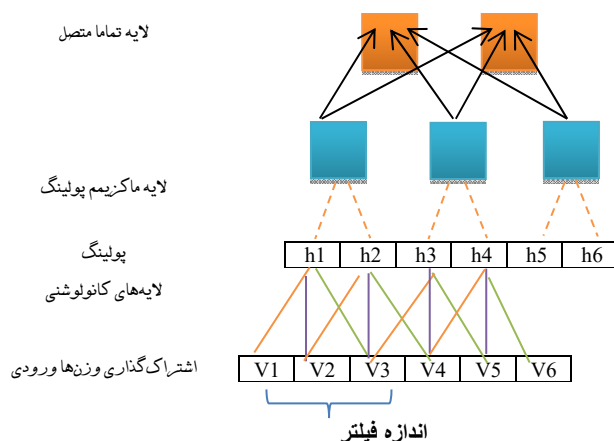 لایه تماما متصل
لایه ماکزیمم پولینگ
پولینگ
h1 h2 h3 h4 h5 h6
لایه‌های کانولوشنی
اشتراک‌گذاری وزن‌ها ورودی
V1 V2 V3 V4 V5 V6
اندازه فیلتر